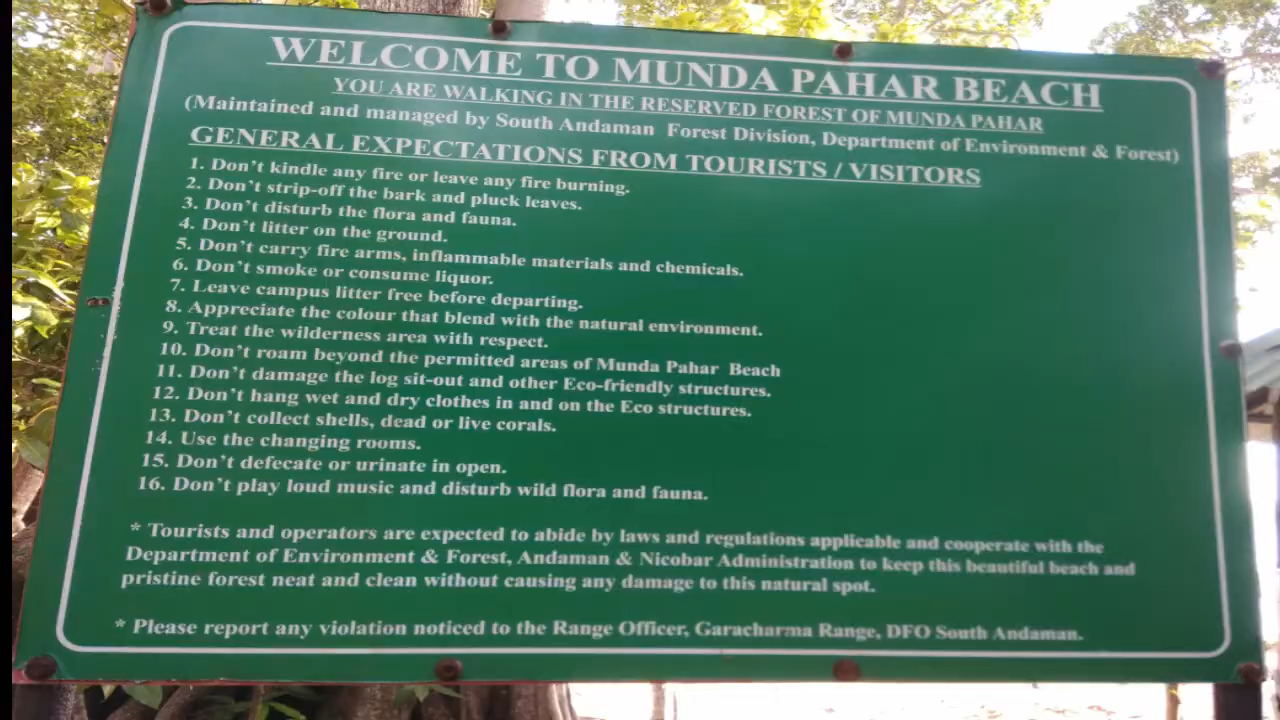 WELCOME TO MUNDA PAHAR BEACH
YOU ARE WALKING IN THE RESERVED FOREST OF MUNDA PAHAR
(Maintained and managed by South Andaman Forest Division, Department of Environment & Forest)
GENERAL EXPECTATIONS FROM TOURISTS / VISITORS
1. Don't kindle any fire or leave any fire burning.
2. Don't strip-off the bark and pluck leaves.
3. Don't disturb the flora and fauna.
4. Don't litter on the ground.
5. Don't carry fire arms, inflammable materials and chemicals.
6. Don't smoke or consume liquor.
7. Leave campus litter free before departing.
8. Appreciate the colour that blend with the natural environment.
9. Treat the wilderness area with respect.
10. Don't roam beyond the permitted areas of Munda Pahar Beach
11. Don't damage the log sit-out and other Eco-friendly structures.
12. Don't hang wet and dry clothes in and on the Eco structures.
13. Don't collect shells, dead or live corals.
14. Use the changing rooms.
15. Don't defecate or urinate in open.
16. Don't play loud music and disturb wild flora and fauna.
* Tourists and operators are expected to abide by laws and regulations applicable and cooperate with the
Department of Environment & Forest, Andaman & Nicobar Administration to keep this beautiful beach and
pristine forest neat and clean without causing any damage to this natural spot.
* Please report any violation noticed to the Range Officer, Garacharma Range, DFO South Andaman.